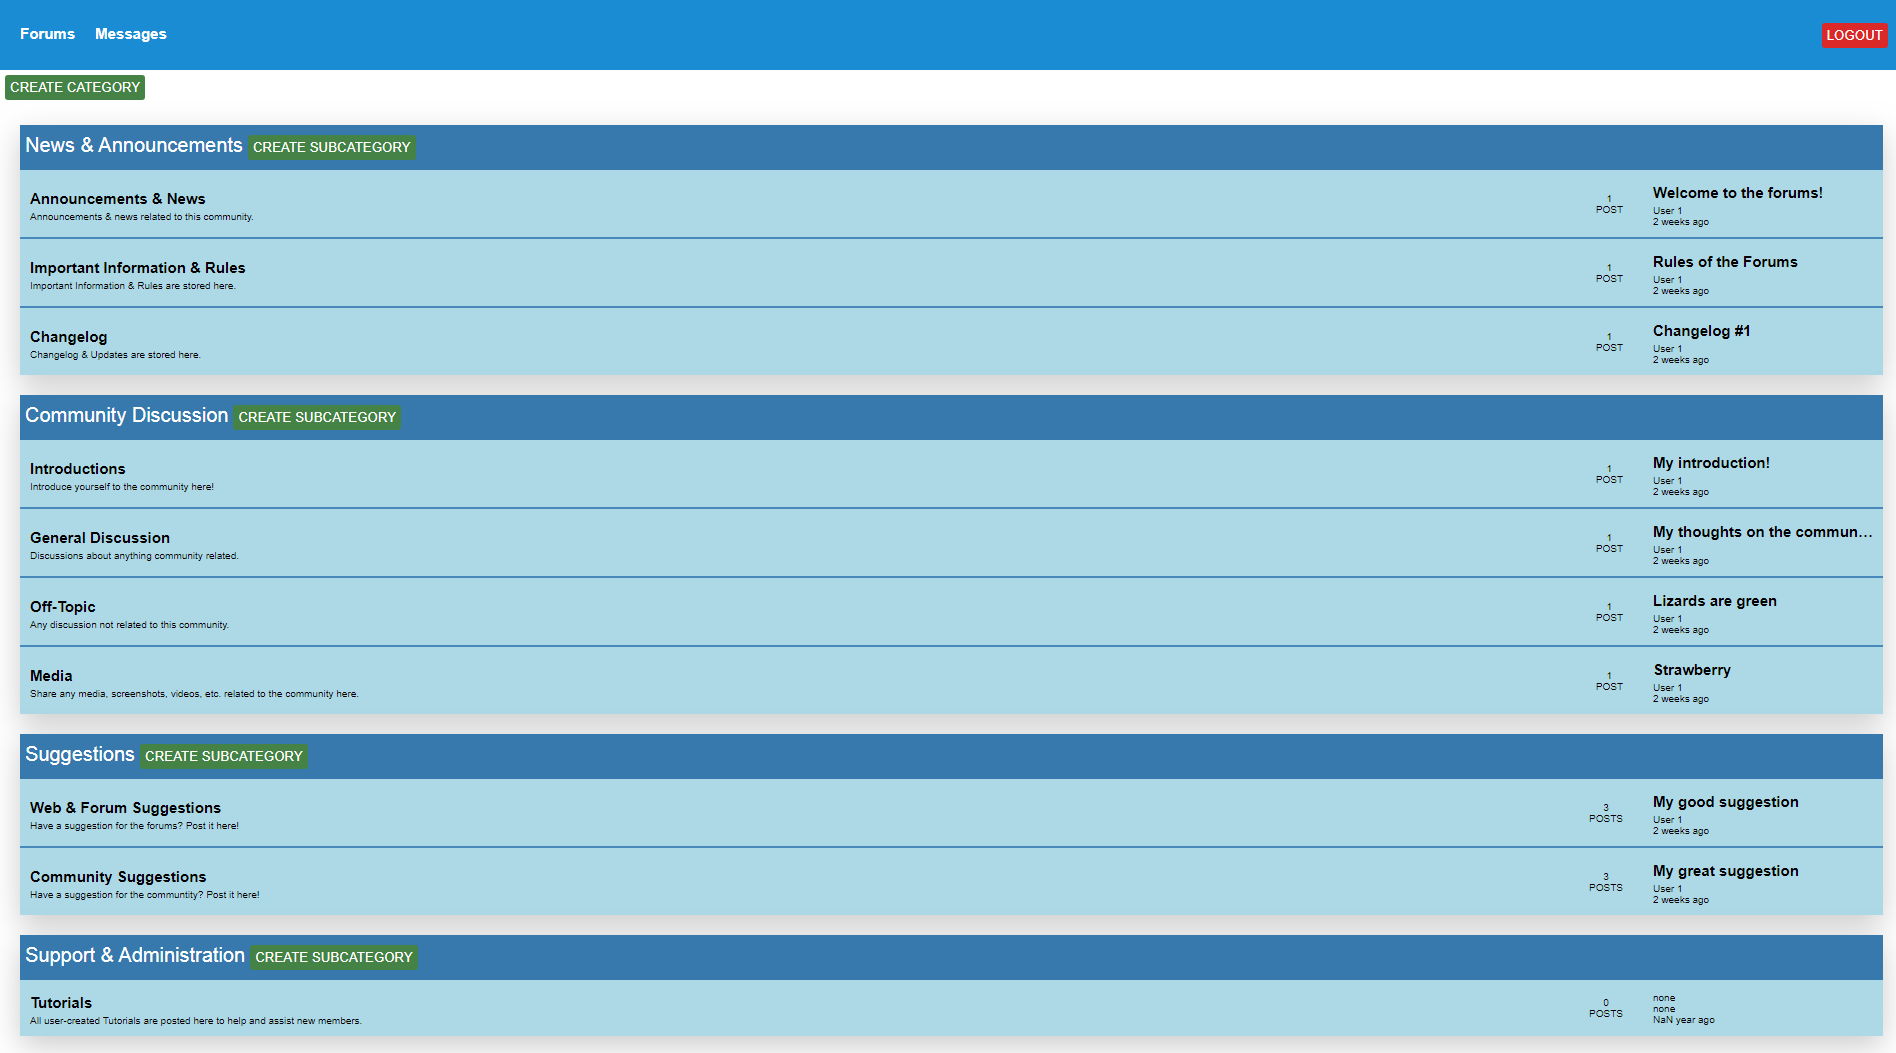 Forums Messages LOGOUT
CREATE CATEGORY
News & Announcements CREATE SUBCATEGORY
Announcements & News
Announcements & news related to this community.
1
POST
Welcome to the forums!
User 1
2 weeks ago
Important Information & Rules
Important Information & Rules are stored here.
1
POST
Rules of the Forums
User 1
2 weeks ago
Changelog
Changelog & Updates are stored here.
1
POST
Changelog #1
User 1
2 weeks ago
Community Discussion CREATE SUBCATEGORY
Introductions
Introduce yourself to the community here!
1
POST
My introduction!
User 1
2 weeks ago
General Discussion
Discussions about anything community related.
1
POST
My thoughts on the commun...
User 1
2 weeks ago
Off-Topic
Any discussion not related to this community.
1
POST
Lizards are green
User 1
2 weeks ago
Media
Share any media, screenshots, videos, etc. related to the community here.
1
POST
Strawberry
User 1
2 weeks ago
Suggestions CREATE SUBCATEGORY
Web & Forum Suggestions
Have a suggestion for the forums? Post it here!
3
POSTS
My good suggestion
User 1
2 weeks ago
Community Suggestions
Have a suggestion for the communtity? Post it here!
3
POSTS
My great suggestion
User 1
2 weeks ago
Support & Administration CREATE SUBCATEGORY
Tutorials
All user-created Tutorials are posted here to help and assist new members.
0
POSTS
none
none
NaN year ago